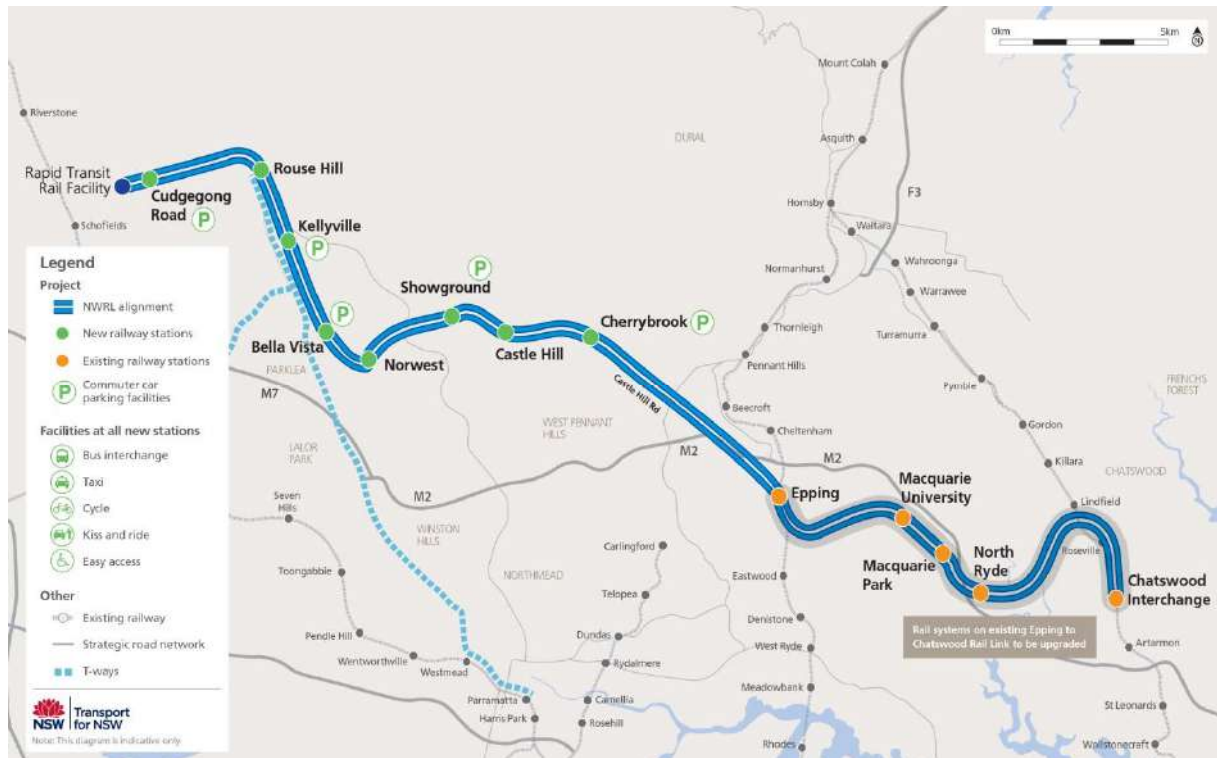 0km
5km
N
Mount Colah
Riverstone
DURAL
Asquith
Rapid Transit
Rail Facility
Rouse Hill
F3
Cudgegong
Road
P
Hornsby
Schofields
Kellyville
P
Waitara
Wahroonga
Normanhurst
Warrawee
Showground
P
Thornleigh
Turramurra
Bella Vista
P
Norwest
Castle Hill
Cherrybrook
P
PARKLEA
M7
Castle Hill Rd
Pennant Hills
Pymble
FRENCHS
FOREST
Beecroft
WEST PENNANT
HILLS
Cheltenham
Gordon
LALOR
PARK
M2
M2
M2
Killara
CHATSWOOD
Epping
Macquarie
University
Lindfield
Seven
Hills
WINSTON
HILLS
Carlingford
Macquarie
Park
North
Ryde
Roseville
Toongabbie
NORTHMEAD
Eastwood
Chatswood
Interchange
Telopea
Denistone
Rail systems on existing Epping to
Chatswood Rail Link to be upgraded
Pendle Hill
Dundas
West Ryde
Artarmon
Wentworthville
Westmead
Rydalmere
Meadowbank
Parramatta
Camellia
St Leonards
Harris Park
Rosehill
Rhodes
Wollstonecraft
Legend
Project
NWRL alignment
New railway stations
Existing railway stations
P
Commuter car
parking facilities
Facilities at all new stations
Bus interchange
Taxi
Cycle
Kiss and ride
Easy access
Other
Existing railway
Strategic road network
T-ways
NSW
GOVERNMENT
Transport
for NSW
Note: This diagram is indicative only